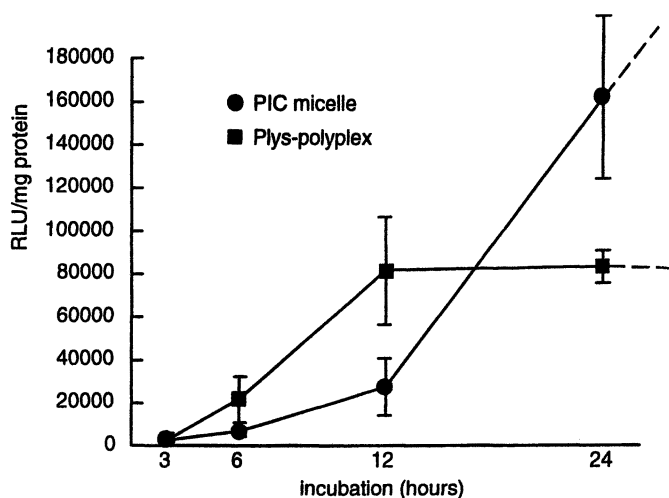 180000
160000
140000
120000
100000
80000
60000
40000
20000
0
RLU/mg protein
PIC micelle
Plys-polyplex
3 6 12 24
incubation (hours)